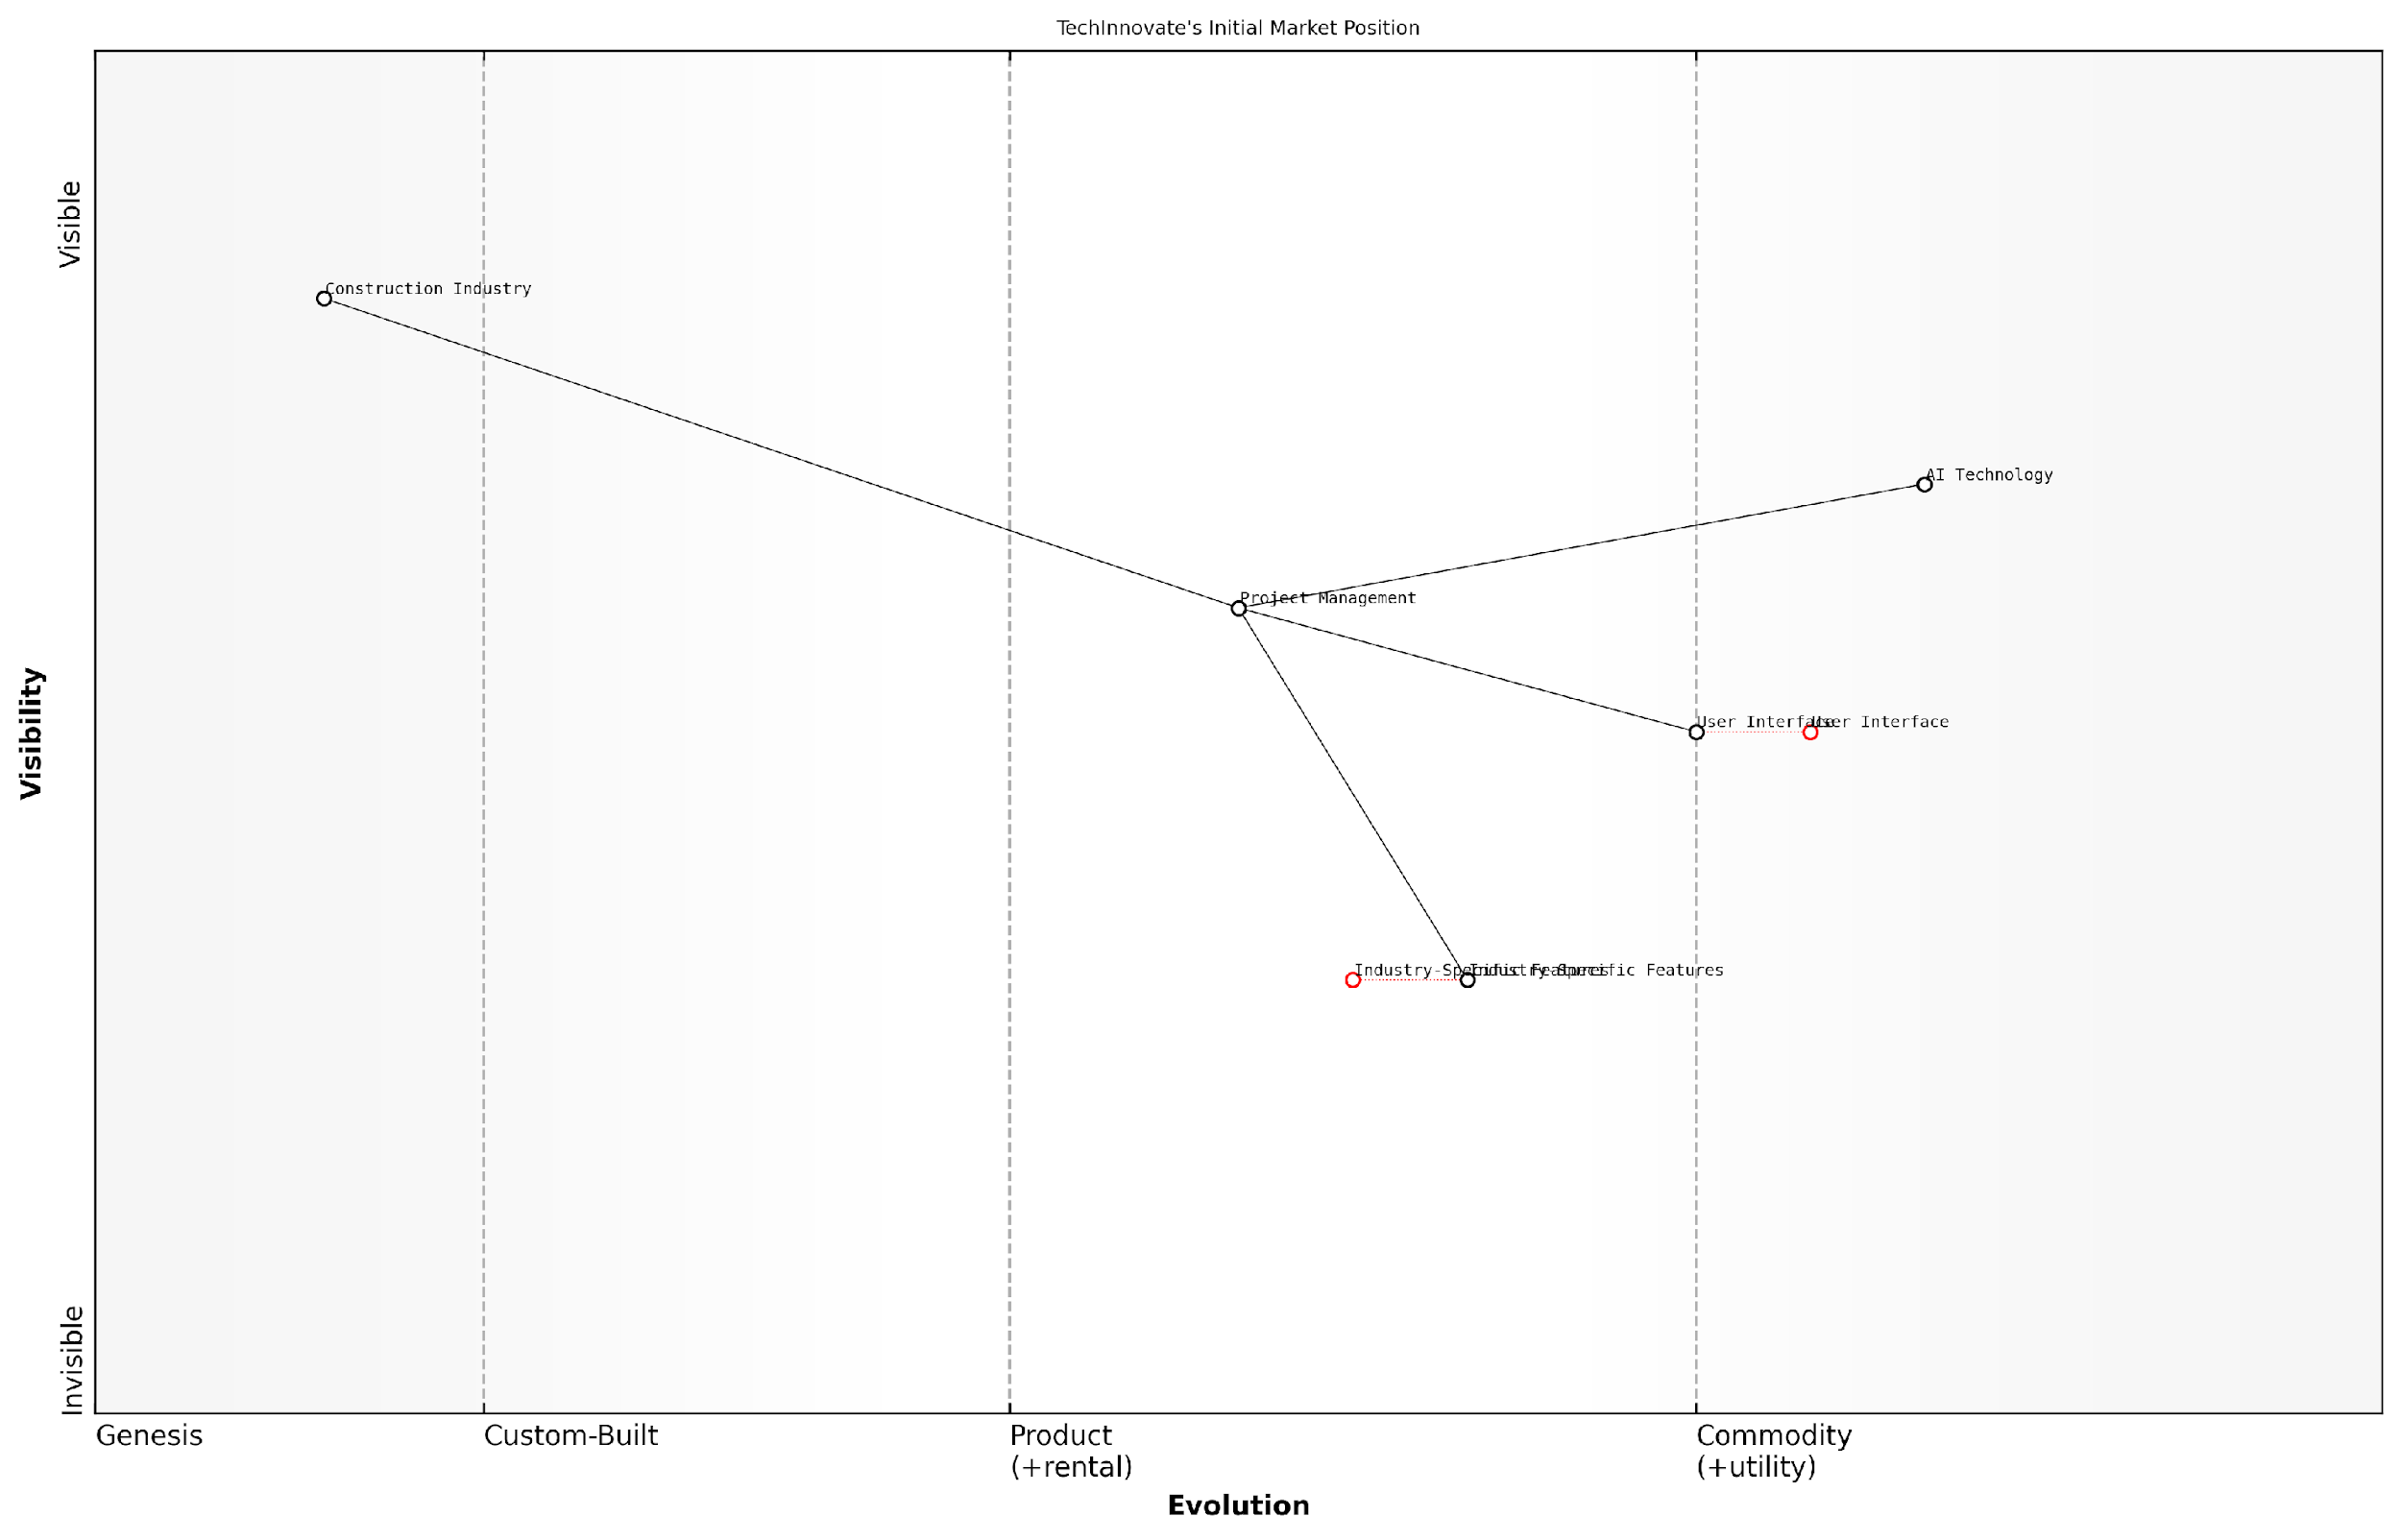 TechInnovate's Initial Market Position
Visible
Construction Industry
AI Technology
Project Management
Visibility
User Interface
User Interface
Industry-Specific Features
Industry-Specific Features
Invisible
Genesis
Custom-Built
Product
(+rental)
Commodity
(+utility)
Evolution